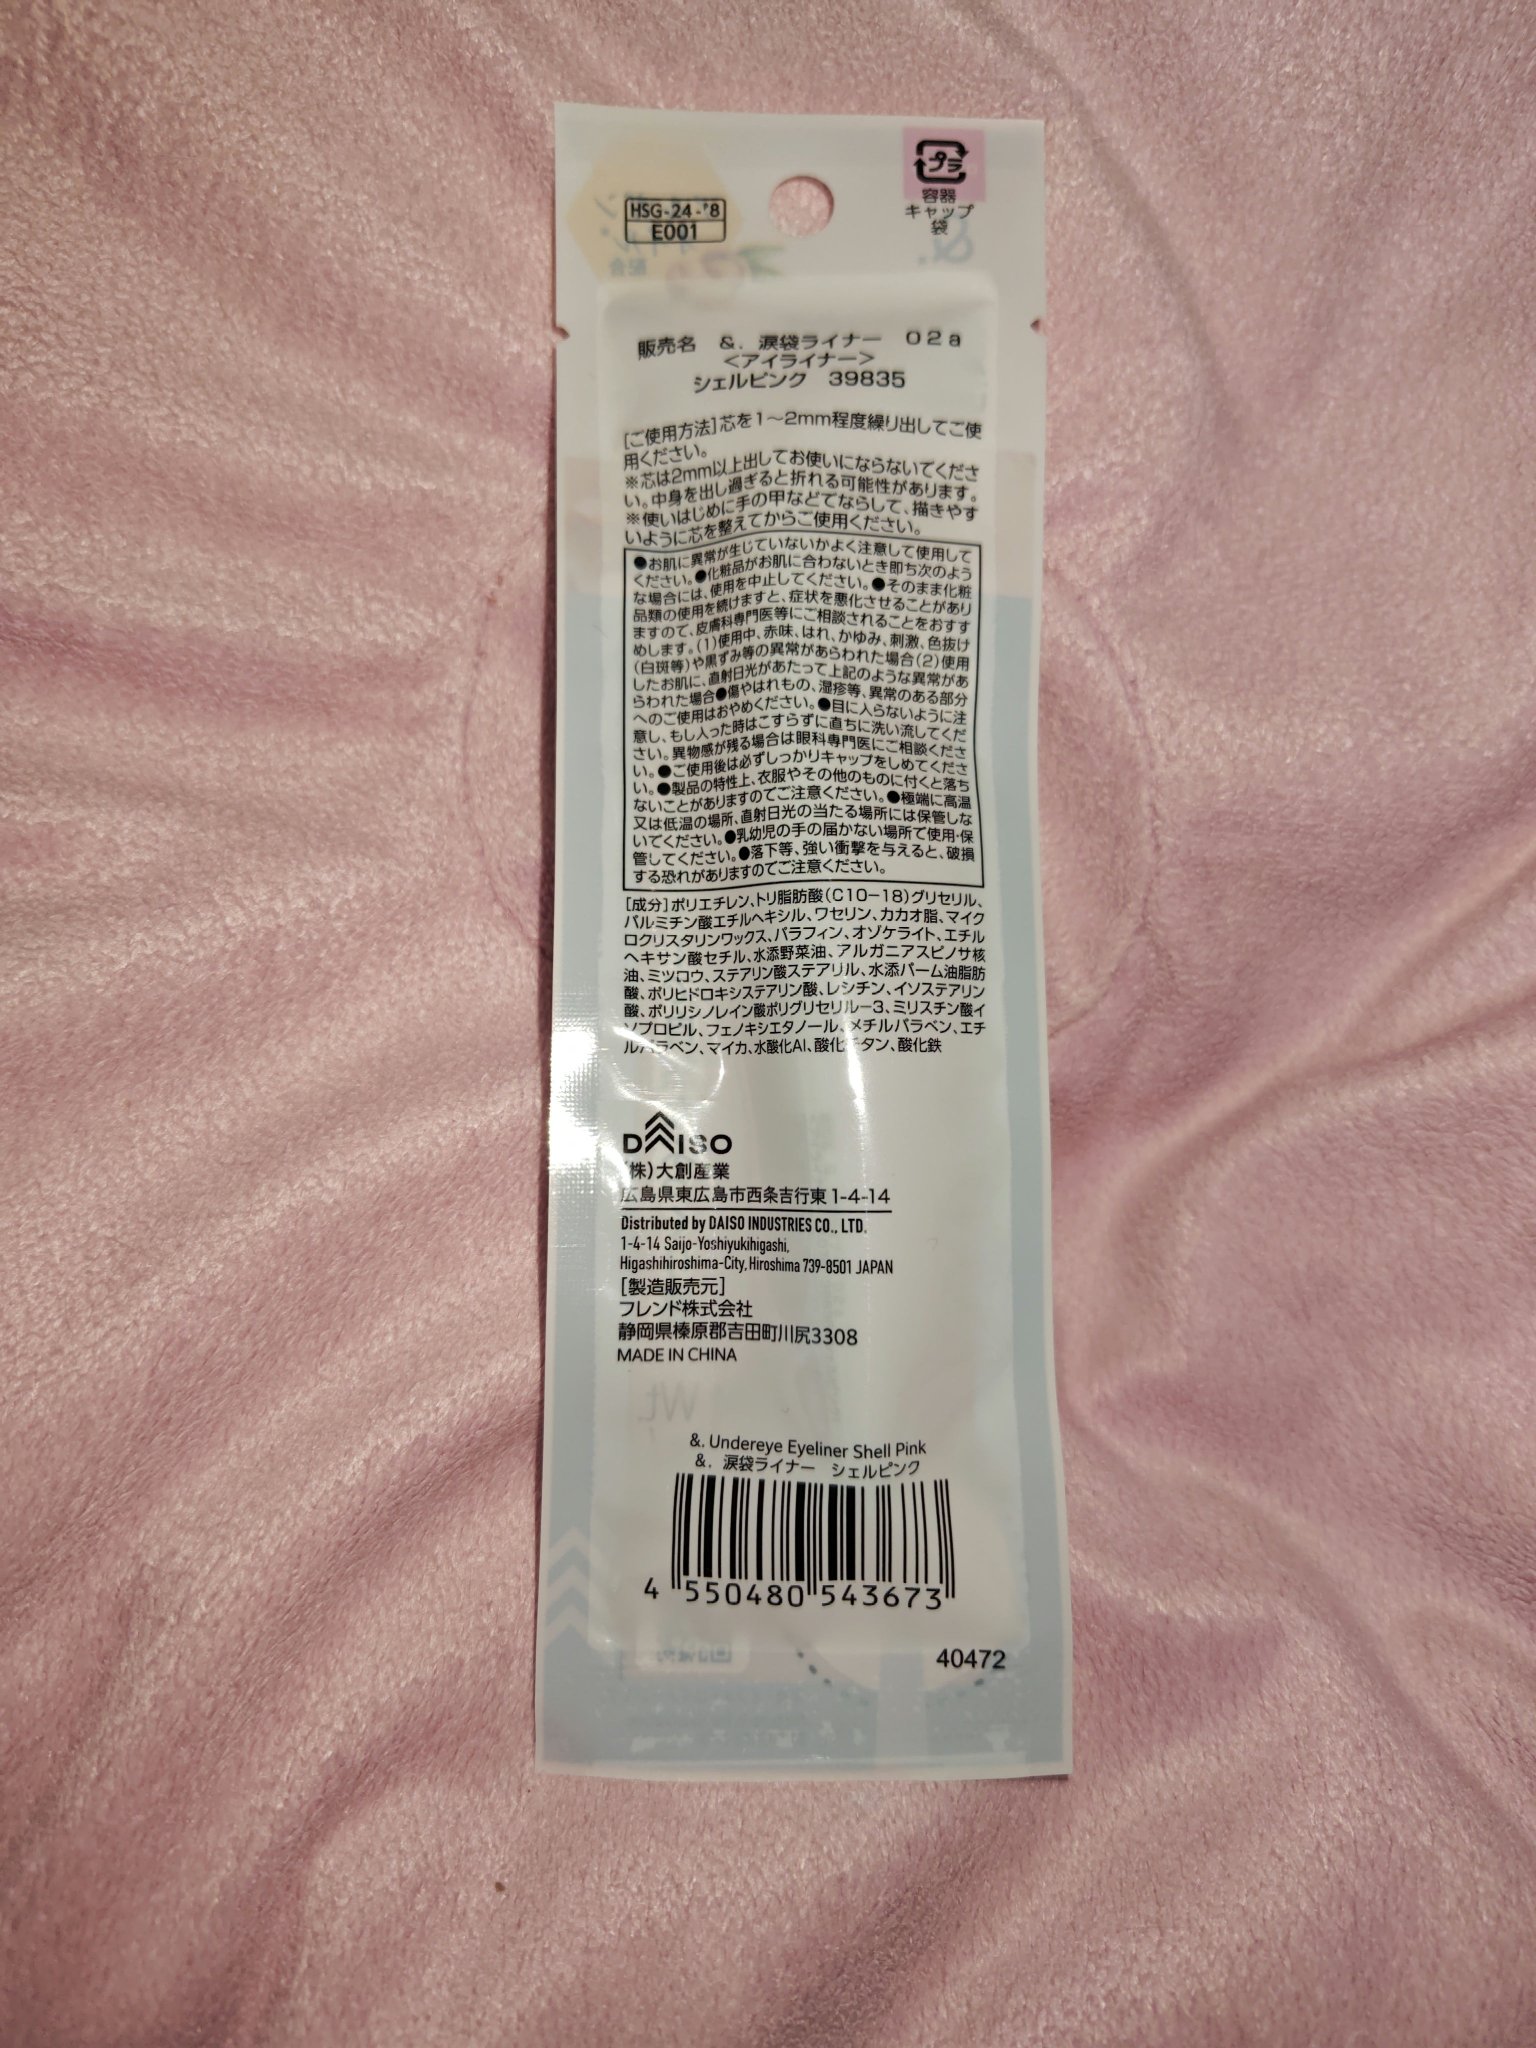 HSG-24-*8
E001
プラ
容器
キャップ
袋
販売名 &. 涙袋ライナー 02a
<アイライナー>
シェルピンク 39835
[ご使用方法]芯を1〜2mm程度繰り出してご使
用ください。
※芯は2mm以上出してお使いにならないでくださ
い。中身を出し過ぎると折れる可能性があります。
※使いはじめに手の甲などでならして、描きやす
いように芯を整えてからご使用ください。
●お肌に異常が生じていないかよく注意して使用して
ください。●化粧品がお肌に合わないとき即ち次のよう
な場合には、使用を中止してください。●そのまま化粧
品類の使用を続けますと、症状を悪化させることがあり
ますので、皮膚科専門医等にご相談されることをおすす
めします。(1)使用中、赤味、はれ、かゆみ、刺激、色抜け
(白斑等)や黒ずみ等の異常があらわれた場合(2)使用
したお肌に、直射日光があたって上記のような異常があ
らわれた場合●傷やはれもの、湿疹等、異常のある部分
へのご使用はおやめください。●目に入らないように注
意し、もし入った時はこすらずに直ちに洗い流してくだ
さい。異物感が残る場合は眼科専門医にご相談くださ
い。●ご使用後は必ずしっかりキャップをしめてくださ
い。●製品の特性上、衣服やその他のものに付くと落ち
ないことがありますのでご注意ください。●極端に高温
又は低温の場所、直射日光の当たる場所には保管しな
いでください。●乳幼児の手の届かない場所で使用・保
管してください。●落下等、強い衝撃を与えると、破損
する恐れがありますのでご注意ください。
[成分]ポリエチレン、トリ脂肪酸(C10-18)グリセリル、
パルミチン酸エチルヘキシル、ワセリン、カカオ脂、マイク
ロクリスタリンワックス、パラフィン、オゾケライト、エチル
ヘキサン酸セチル、水添野菜油、アルガニアスピノサ核
油、ミツロウ、ステアリン酸ステアリル、水添パーム油脂肪
酸、ポリヒドロキシステアリン酸、レシチン、イソステアリン
酸、ポリリシノレイン酸ポリグリセリル-3、ミリスチン酸イ
ソプロピル、フェノキシエタノール、メチルパラベン、エチ
ルパラベン、マイカ、水酸化Al、酸化チタン、酸化鉄
DAISO
(株)大創産業
広島県東広島市西条吉行東1-4-14
Distributed by DAISO INDUSTRIES CO., LTD.
1-4-14 Saijo-Yoshiyukihigashi,
Higashihiroshima-City, Hiroshima 739-8501 JAPAN
[製造販売元]
フレンド株式会社
静岡県榛原郡吉田町川尻3308
MADE IN CHINA
&. Undereye Eyeliner Shell Pink
&. 涙袋ライナー シェルピンク
4 550480 543673
40472